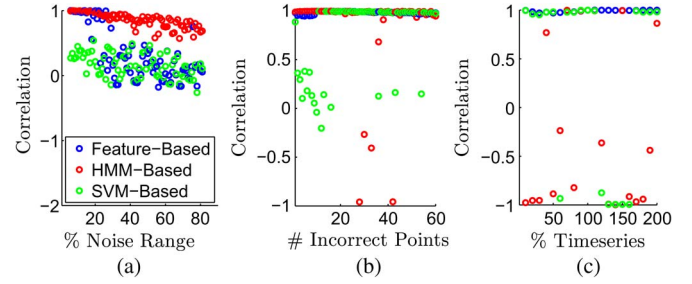 1
0
−1
−2
Correlation
Feature−Based
HMM−Based
SVM−Based
20 40 60 80
% Noise Range
(a)
1
0.5
0
−0.5
−1
Correlation
20 40 60
# Incorrect Points
(b)
1
0.5
0
−0.5
−1
Correlation
50 100 150 200
% Timeseries
(c)